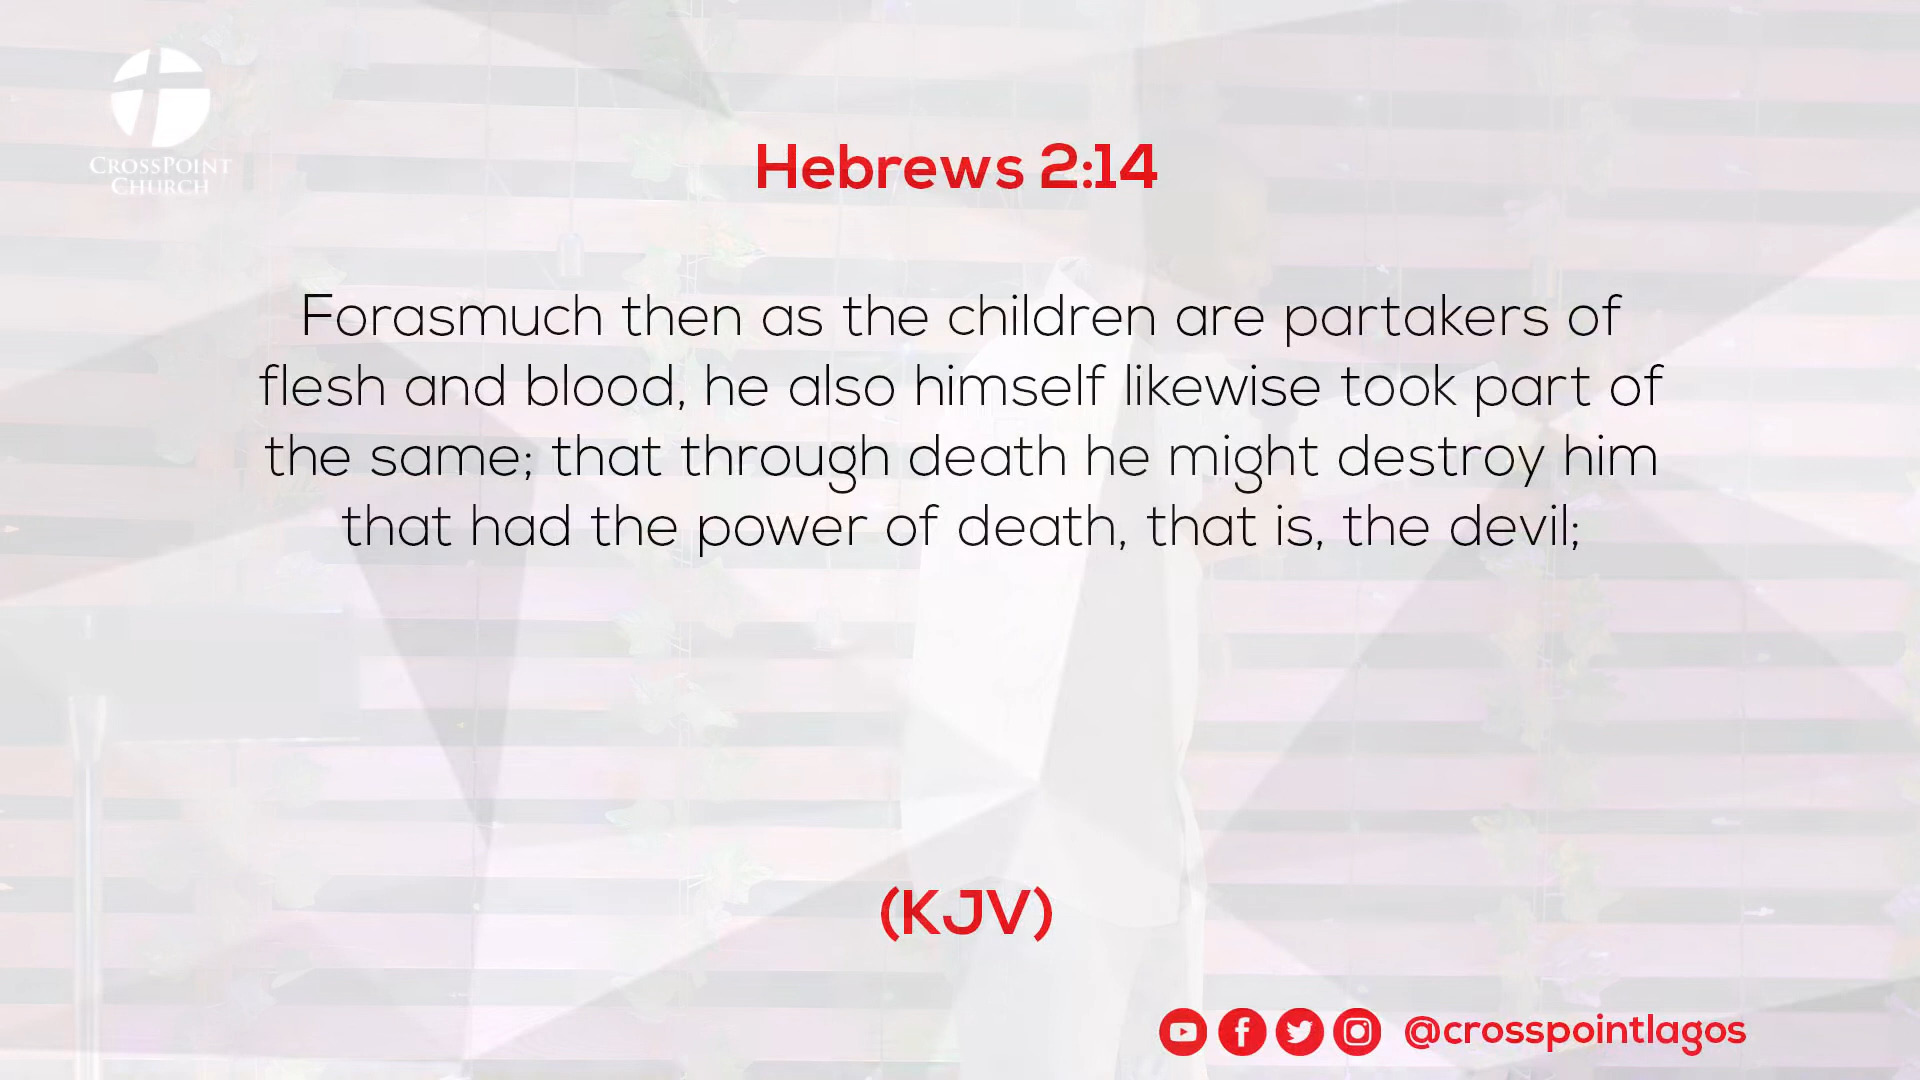 CrossPoint
Church
Hebrews 2:14
Forasmuch then as the children are partakers of
flesh and blood, he also himself likewise took part of
the same; that through death he might destroy him
that had the power of death, that is, the devil;
(KJV)
@crosspointlagos